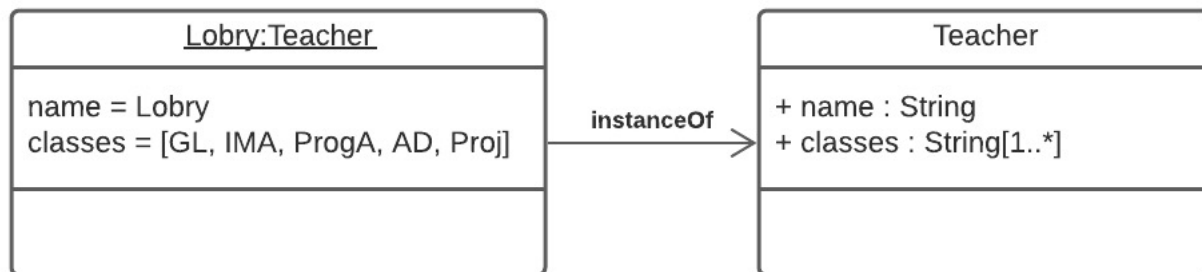 Lobry:Teacher
name = Lobry
classes = [GL, IMA, ProgA, AD, Proj]
instanceOf
Teacher
+ name : String
+ classes : String[1..*]